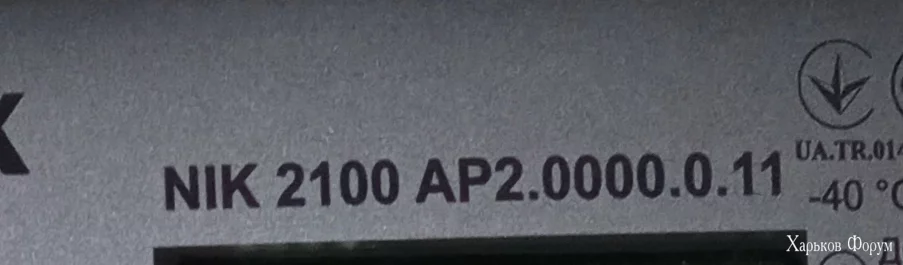 NIK 2100 AP2.0000.0.11
UA.TR.014
-40 °C
Харьков Форум